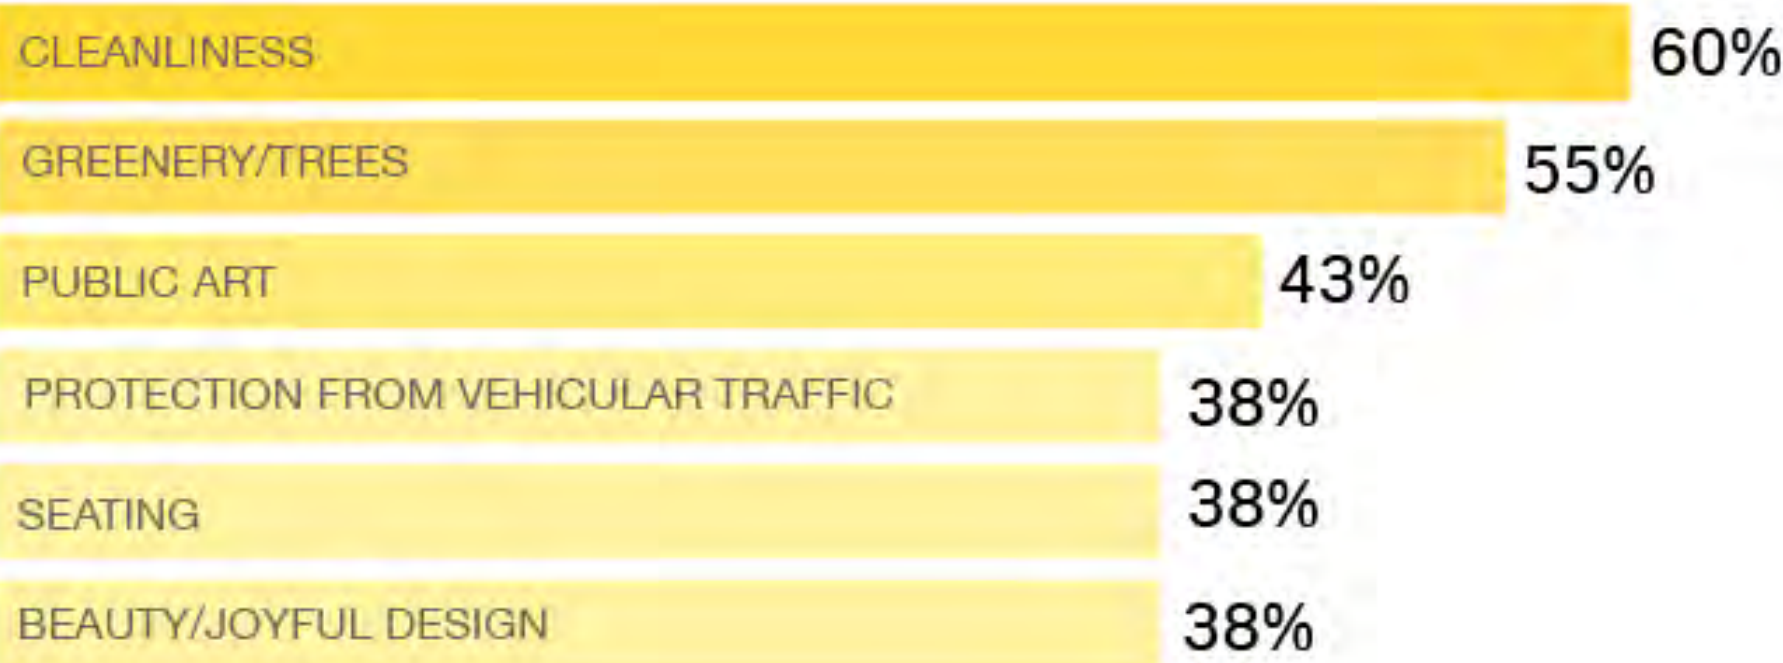 CLEANLINESS 60%
GREENERY/TREES 55%
PUBLIC ART 43%
PROTECTION FROM VEHICULAR TRAFFIC 38%
SEATING 38%
BEAUTY/JOYFUL DESIGN 38%